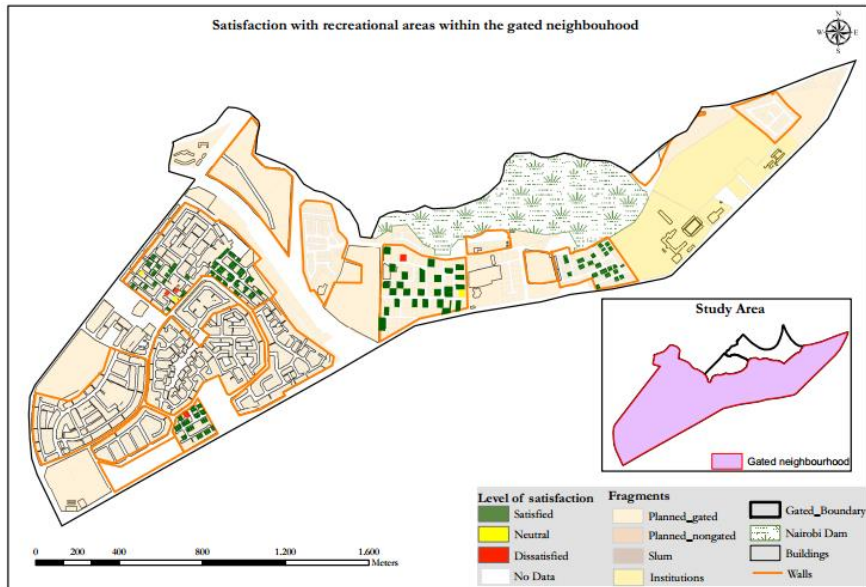 Satisfaction with recreational areas within the gated neighbouhood
N
W E
S
Study Area
Gated neighbourhood
Level of satisfaction
Satisfied
Neutral
Dissatisfied
No Data
Fragments
Planned_gated
Planned_nongated
Slum
Institutions
Gated_Boundary
Nairobi Dam
Buildings
Walls
0 200 400 800 1,200 1,600
Meters